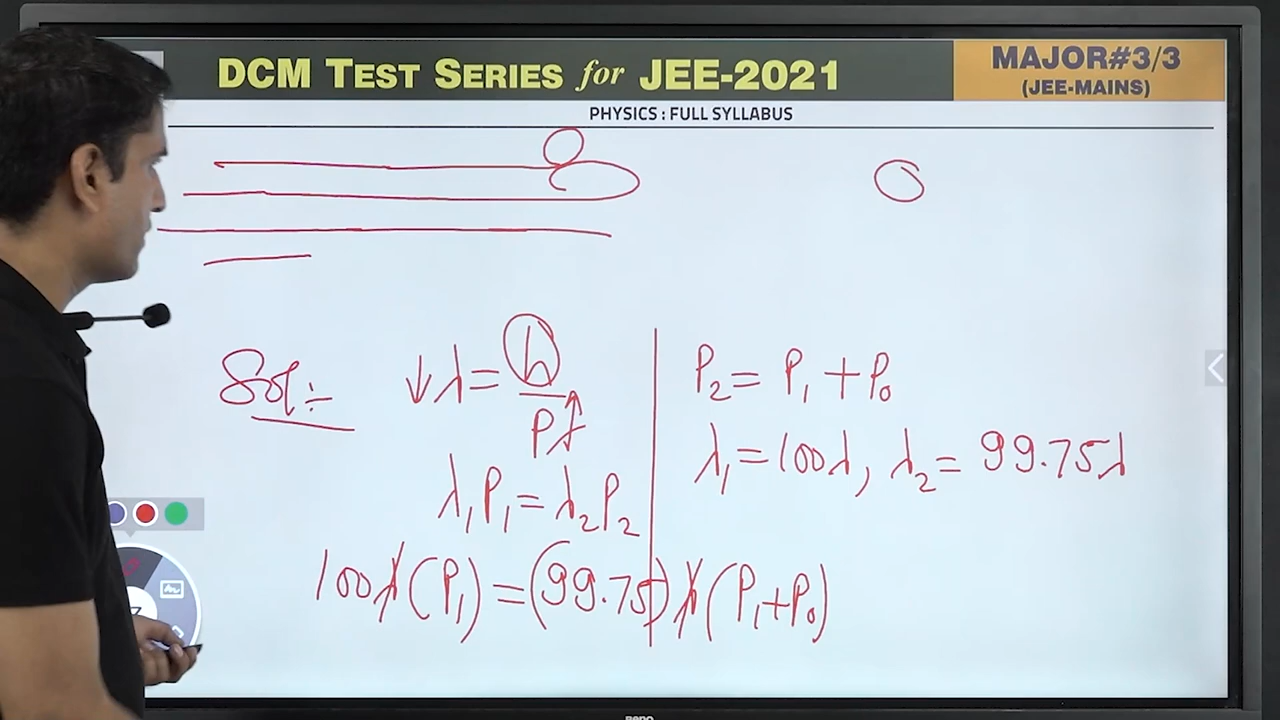 DCM TEST SERIES for JEE-2021
MAJOR#3/3
(JEE-MAINS)
PHYSICS : FULL SYLLABUS
Sol:-
↓λ = h/P↑
λ₁P₁ = λ₂P₂
100λ(P₁) = (99.75)λ(P₁+P₀)
P₂ = P₁ + P₀
λ₁ = 100λ, λ₂ = 99.75λ